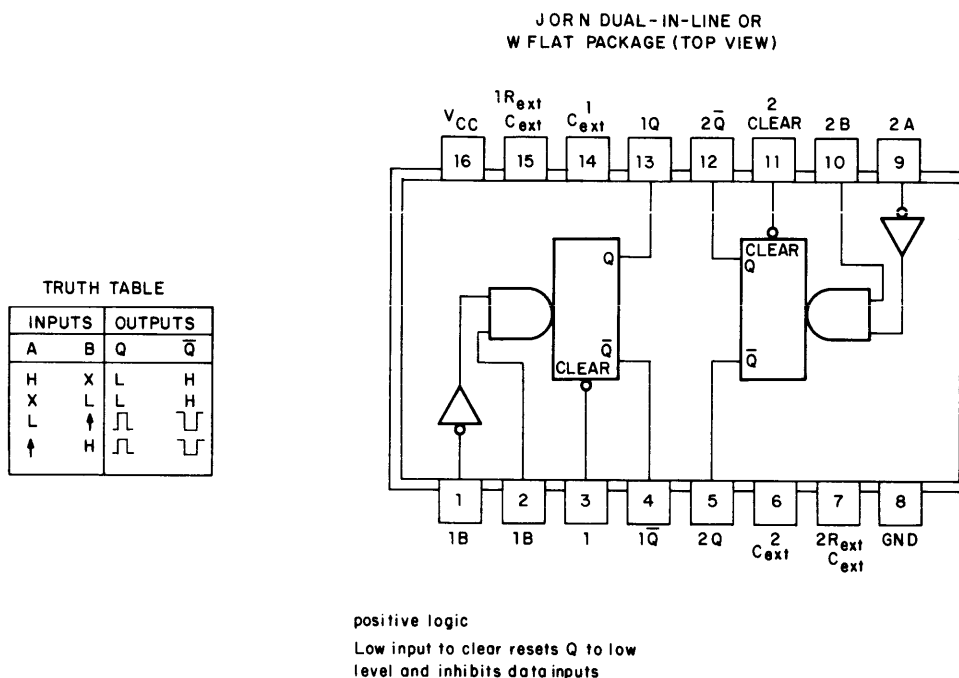 JORN DUAL-IN-LINE OR
W FLAT PACKAGE (TOP VIEW)
VCC
1Rext
Cext
1
Cext
1Q
2Q̅
2
CLEAR
2B
2A
16 15 14 13 12 11 10 9
Q
CLEAR
Q
Q̅
CLEAR
Q̅
1 2 3 4 5 6 7 8
1B
1B
1
1Q̅
2Q
2
Cext
2Rext
Cext
GND
TRUTH TABLE
INPUTS OUTPUTS
A B Q Q̅
H X L H
X L L H
L ↑ ⎍ ⊔
↑ H ⎍ ⊔
positive logic
Low input to clear resets Q to low
level and inhibits data inputs